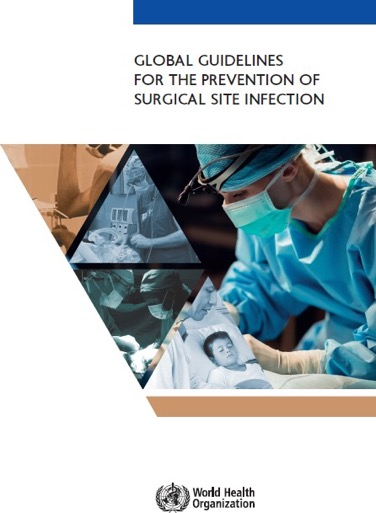 GLOBAL GUIDELINES
FOR THE PREVENTION OF
SURGICAL SITE INFECTION
World Health
Organization